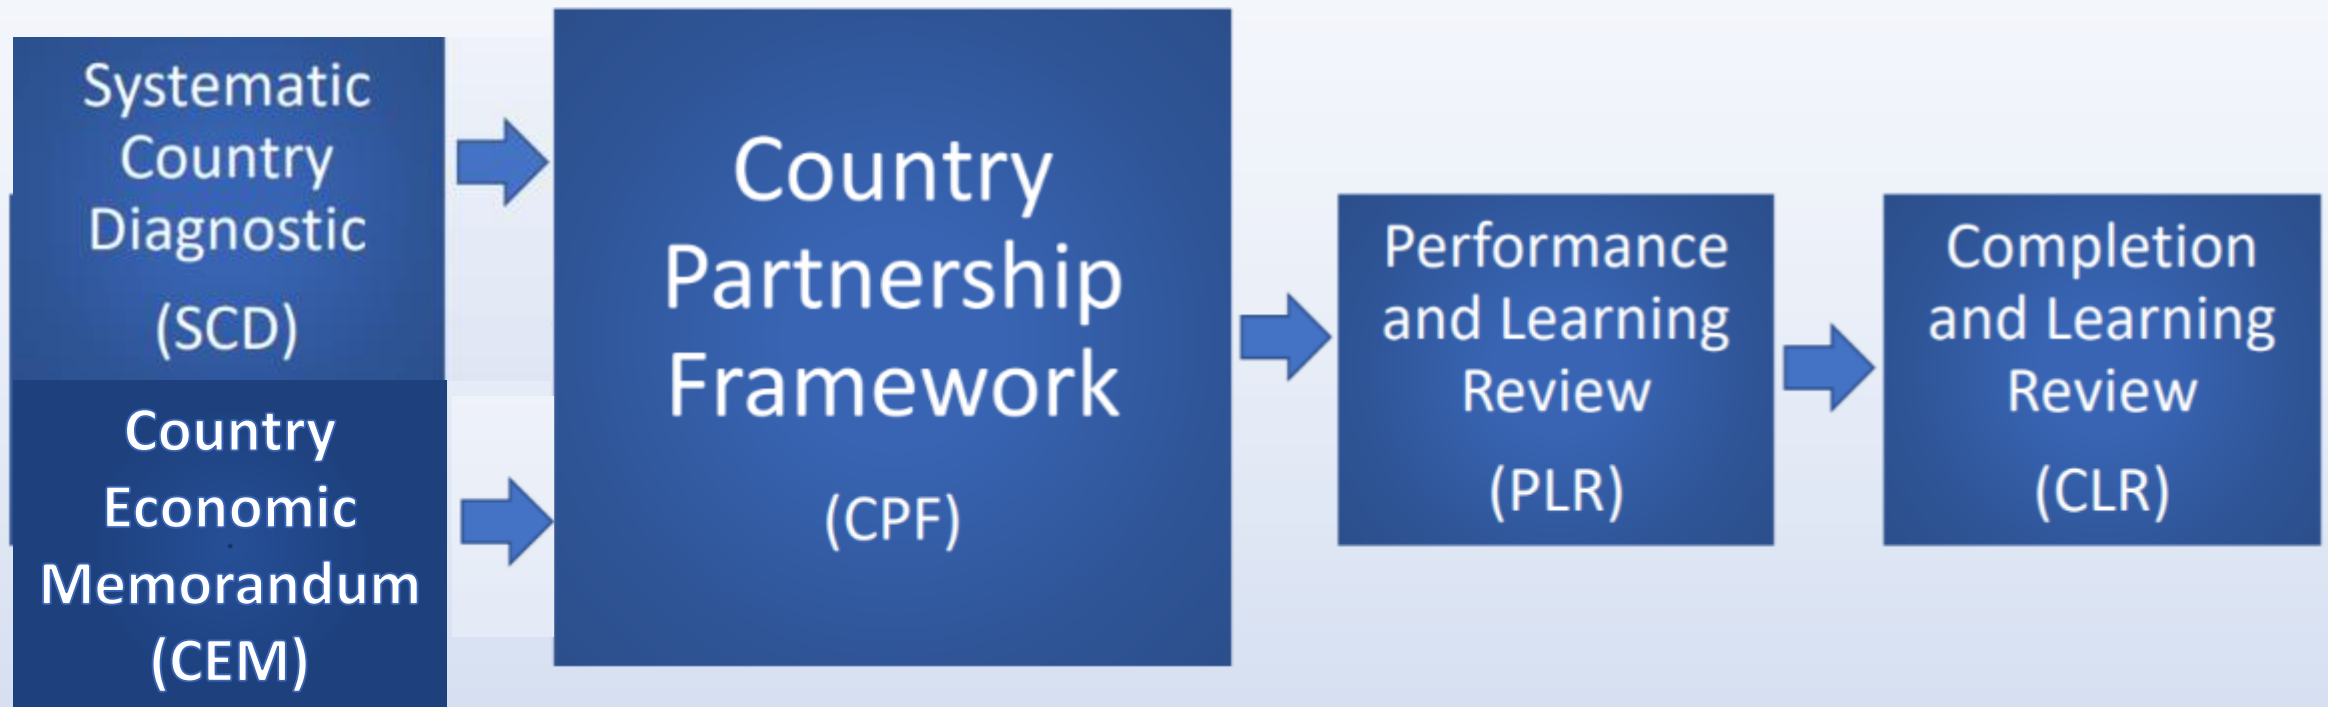 Systematic
Country
Diagnostic
(SCD)
Country
Economic
Memorandum
(CEM)
Country
Partnership
Framework
(CPF)
Performance
and Learning
Review
(PLR)
Completion
and Learning
Review
(CLR)